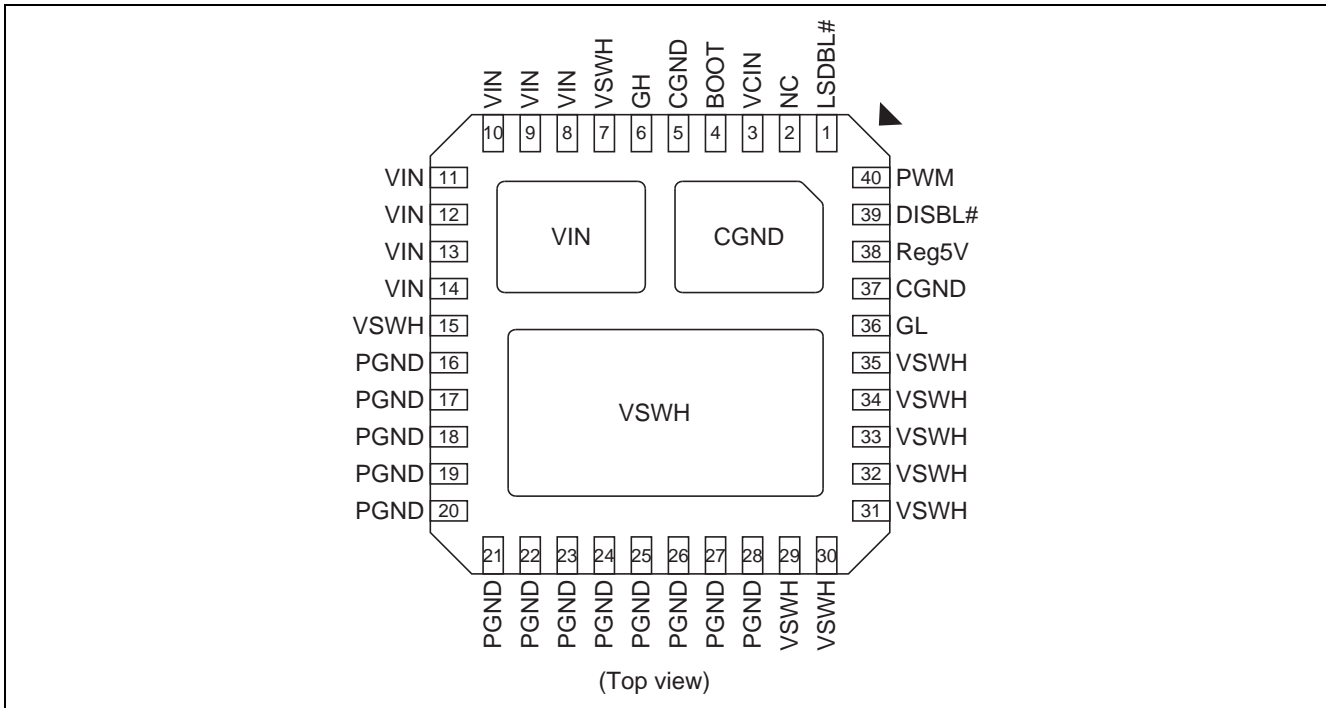 VIN VIN VIN VSWH GH CGND BOOT VCIN NC LSDBL#
10 9 8 7 6 5 4 3 2 1
VIN 11 40 PWM
VIN 12 39 DISBL#
VIN 13 38 Reg5V
VIN 14 37 CGND
VIN CGND
VSWH 15 36 GL
PGND 16 35 VSWH
PGND 17 34 VSWH
PGND 18 33 VSWH
PGND 19 32 VSWH
PGND 20 31 VSWH
VSWH
21 22 23 24 25 26 27 28 29 30
PGND PGND PGND PGND PGND PGND PGND PGND VSWH VSWH
(Top view)